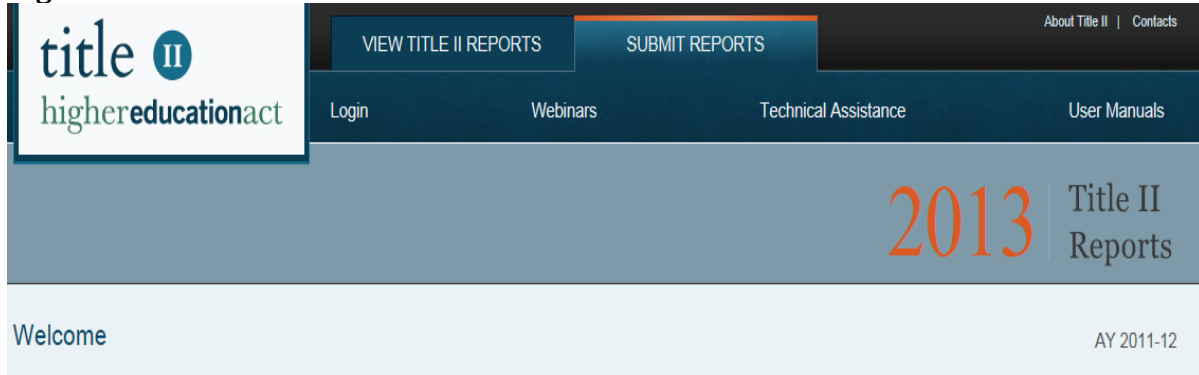 title II
highereducationact
VIEW TITLE II REPORTS
SUBMIT REPORTS
About Title II | Contacts
Login
Webinars
Technical Assistance
User Manuals
2013
Title II
Reports
Welcome
AY 2011-12